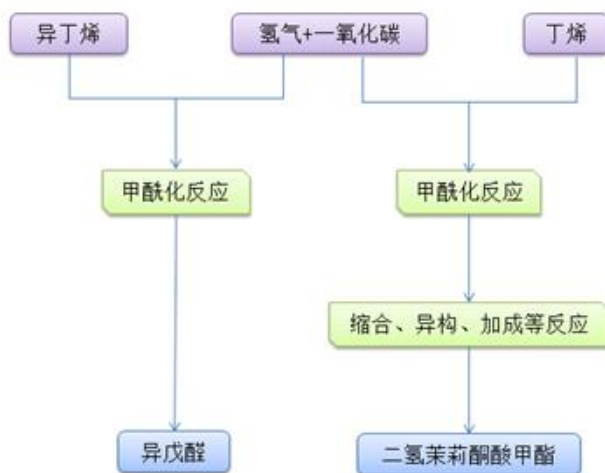 异丁烯
氢气+一氧化碳
丁烯
甲酰化反应
甲酰化反应
缩合、异构、加成等反应
异戊醛
二氢茉莉酮酸甲酯